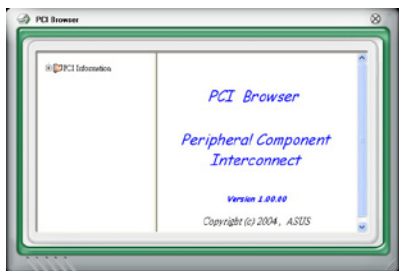 PCI Browser
PCI Information
PCI Browser
Peripheral Component
Interconnect
Version 1.00.00
Copyright (c) 2004, ASUS